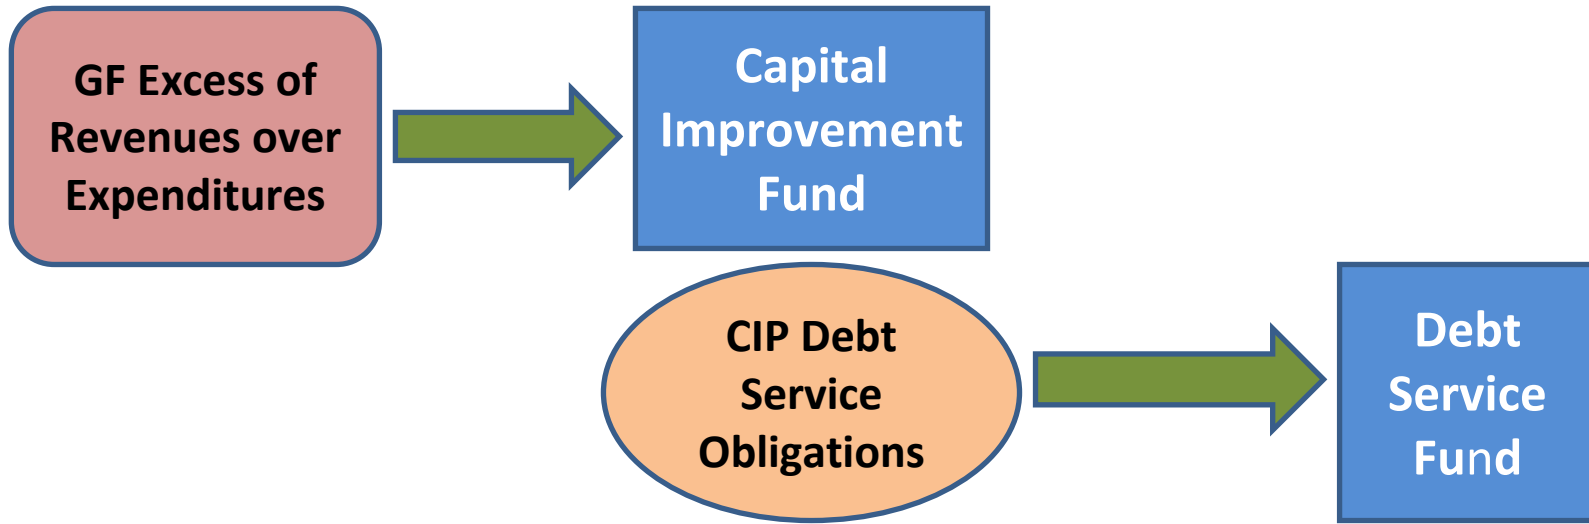 GF Excess of
Revenues over
Expenditures
Capital
Improvement
Fund
CIP Debt
Service
Obligations
Debt
Service
Fund